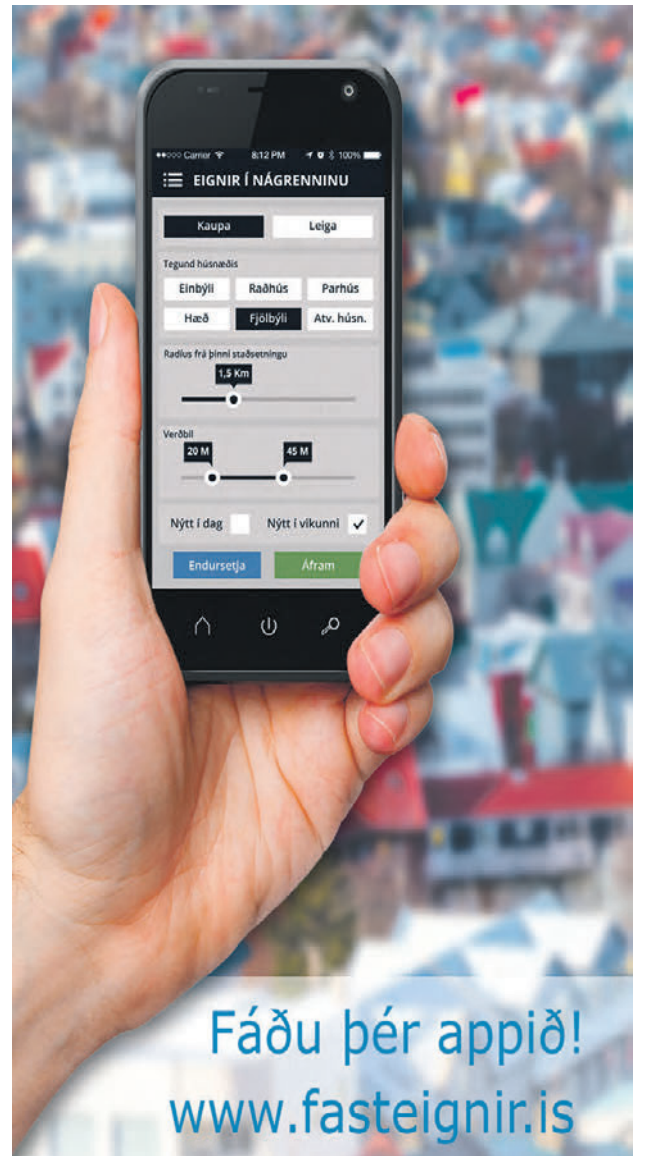 Carrier 8:12 PM 100%
EIGNIR Í NÁGRENNINU
Kaupa Leiga
Tegund húsnæðis
Einbýli Raðhús Parhús
Hæð Fjölbýli Atv. húsn.
Radíus frá þinni staðsetningu
1,5 Km
Verðbil
20 M 45 M
Nýtt í dag Nýtt í vikunni
Endursetja Áfram
Fáðu þér appið!
www.fasteignir.is